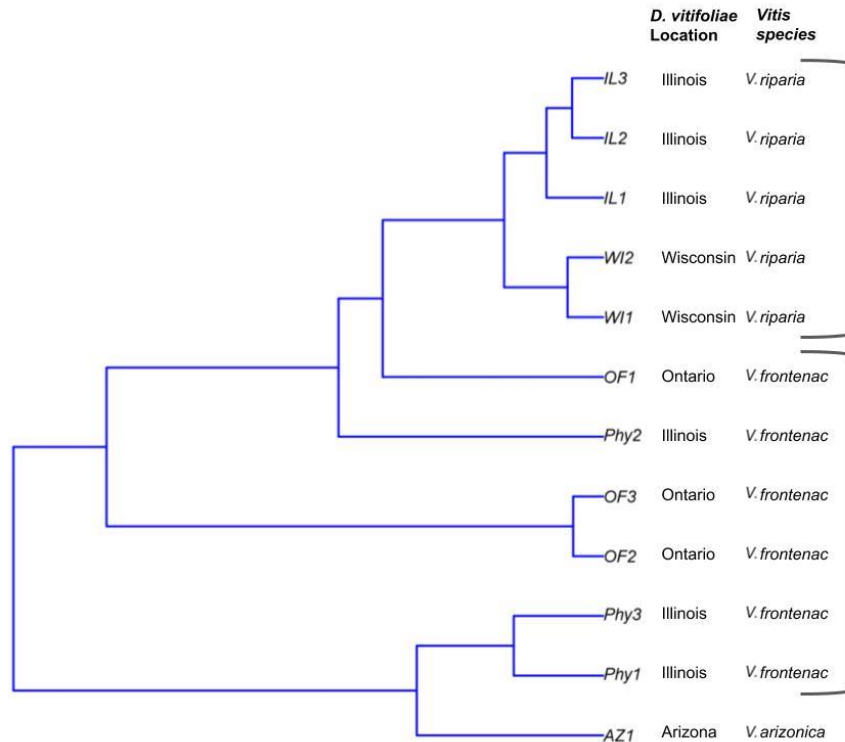 D. vitifoliae Vitis
Location species
IL3 Illinois V. riparia
IL2 Illinois V. riparia
IL1 Illinois V. riparia
WI2 Wisconsin V. riparia
WI1 Wisconsin V. riparia
OF1 Ontario V. frontenac
Phy2 Illinois V. frontenac
OF3 Ontario V. frontenac
OF2 Ontario V. frontenac
Phy3 Illinois V. frontenac
Phy1 Illinois V. frontenac
AZ1 Arizona V. arizonica